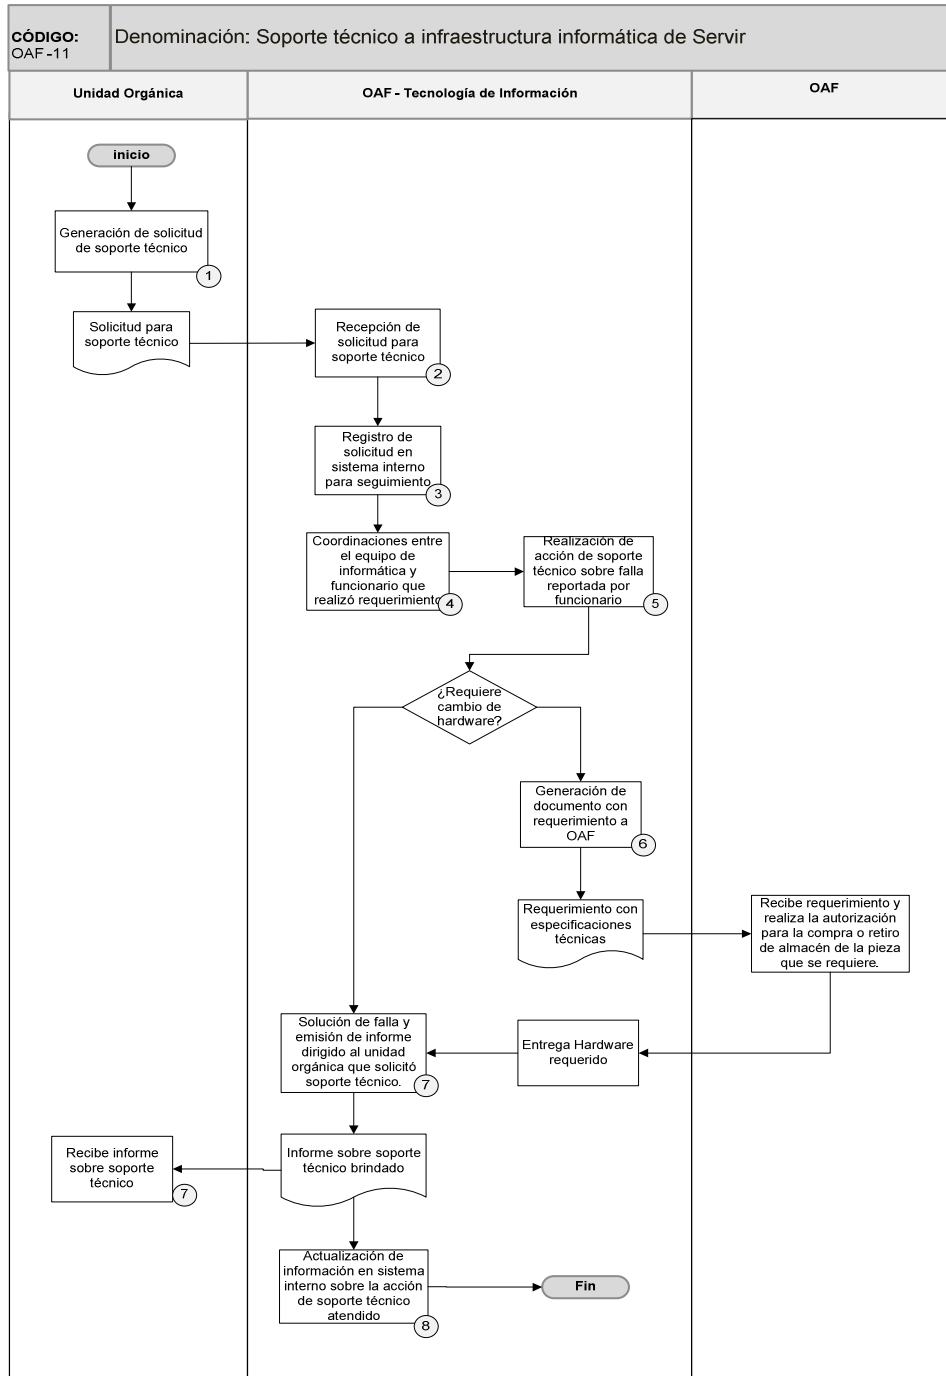 CÓDIGO:
OAF -11
Denominación: Soporte técnico a infraestructura informática de Servir
Unidad Orgánica
OAF - Tecnología de Información
OAF
inicio
Generación de solicitud
de soporte técnico
1
Solicitud para
soporte técnico
Recepción de
solicitud para
soporte técnico
2
Registro de
solicitud en
sistema interno
para seguimiento
3
Coordinaciones entre
el equipo de
informática y
funcionario que
realizó requerimiento
4
Realización de
acción de soporte
técnico sobre falla
reportada por
funcionario
5
¿Requiere
cambio de
hardware?
Generación de
documento con
requerimiento a
OAF
6
Requerimiento con
especificaciones
técnicas
Recibe requerimiento y
realiza la autorización
para la compra o retiro
de almacén de la pieza
que se requiere.
Entrega Hardware
requerido
Solución de falla y
emisión de informe
dirigido al unidad
orgánica que solicitó
soporte técnico.
7
Informe sobre soporte
técnico brindado
Recibe informe
sobre soporte
técnico
7
Actualización de
información en sistema
interno sobre la acción
de soporte técnico
atendido
8
Fin